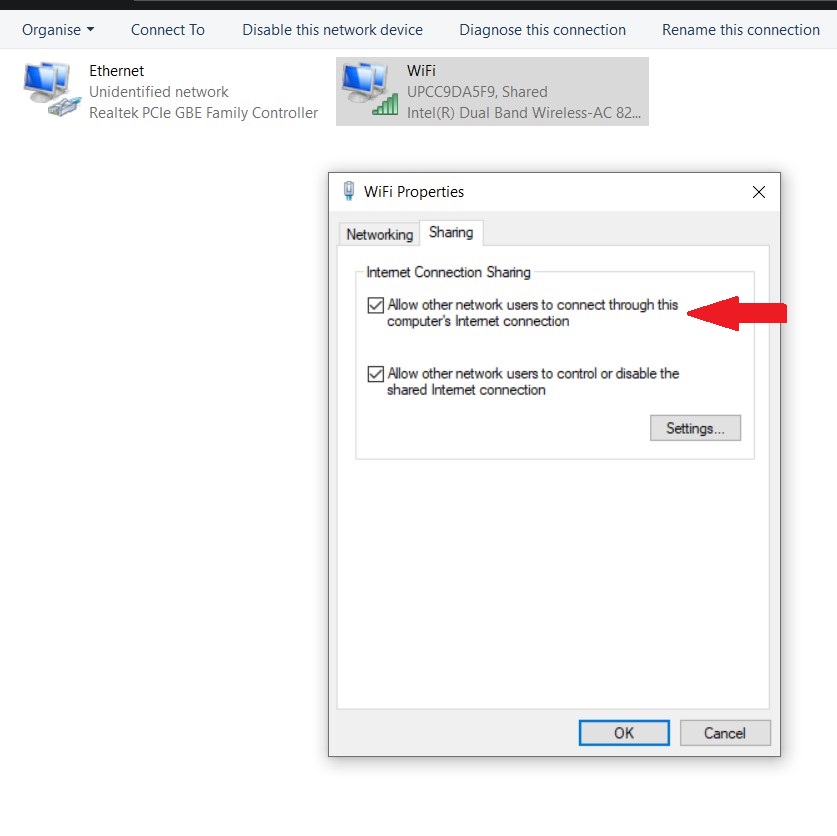 Organise Connect To Disable this network device Diagnose this connection Rename this connection
Ethernet
Unidentified network
Realtek PCIe GBE Family Controller
WiFi
UPCC9DA5F9, Shared
Intel(R) Dual Band Wireless-AC 82...
WiFi Properties
Networking Sharing
Internet Connection Sharing
Allow other network users to connect through this
computer's Internet connection
Allow other network users to control or disable the
shared Internet connection
Settings...
OK Cancel